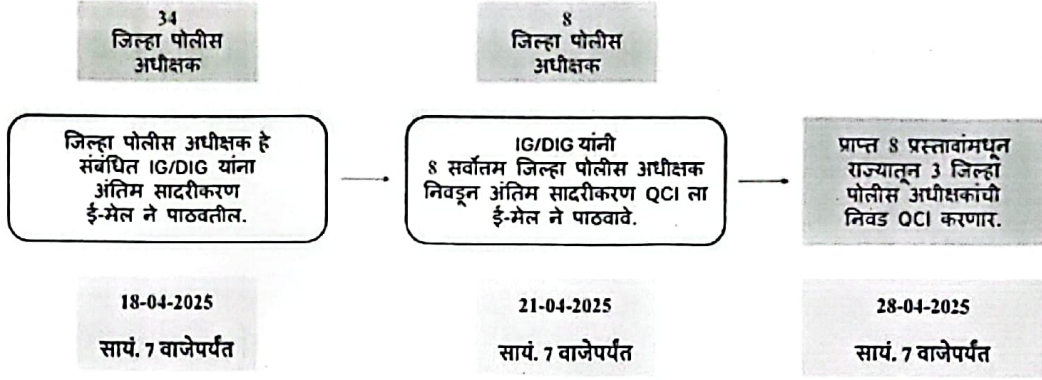 34
जिल्हा पोलीस
अधीक्षक
8
जिल्हा पोलीस
अधीक्षक
जिल्हा पोलीस अधीक्षक हे
संबंधित IG/DIG यांना
अंतिम सादरीकरण
ई-मेल ने पाठवतील.
IG/DIG यांनी
8 सर्वोतम जिल्हा पोलीस अधीक्षक
निवडून अंतिम सादरीकरण QCI ला
ई-मेल ने पाठवावे.
प्राप्त 8 प्रस्तावांमधून
राज्यातून 3 जिल्हा
पोलीस अधीक्षकांची
निवड QCI करणार.
18-04-2025
सायं. 7 वाजेपर्यंत
21-04-2025
सायं. 7 वाजेपर्यंत
28-04-2025
सायं. 7 वाजेपर्यंत